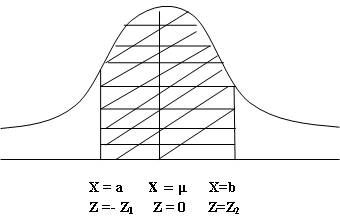 X = a X = μ X=b
Z =- Z₁ Z = 0 Z=Z₂